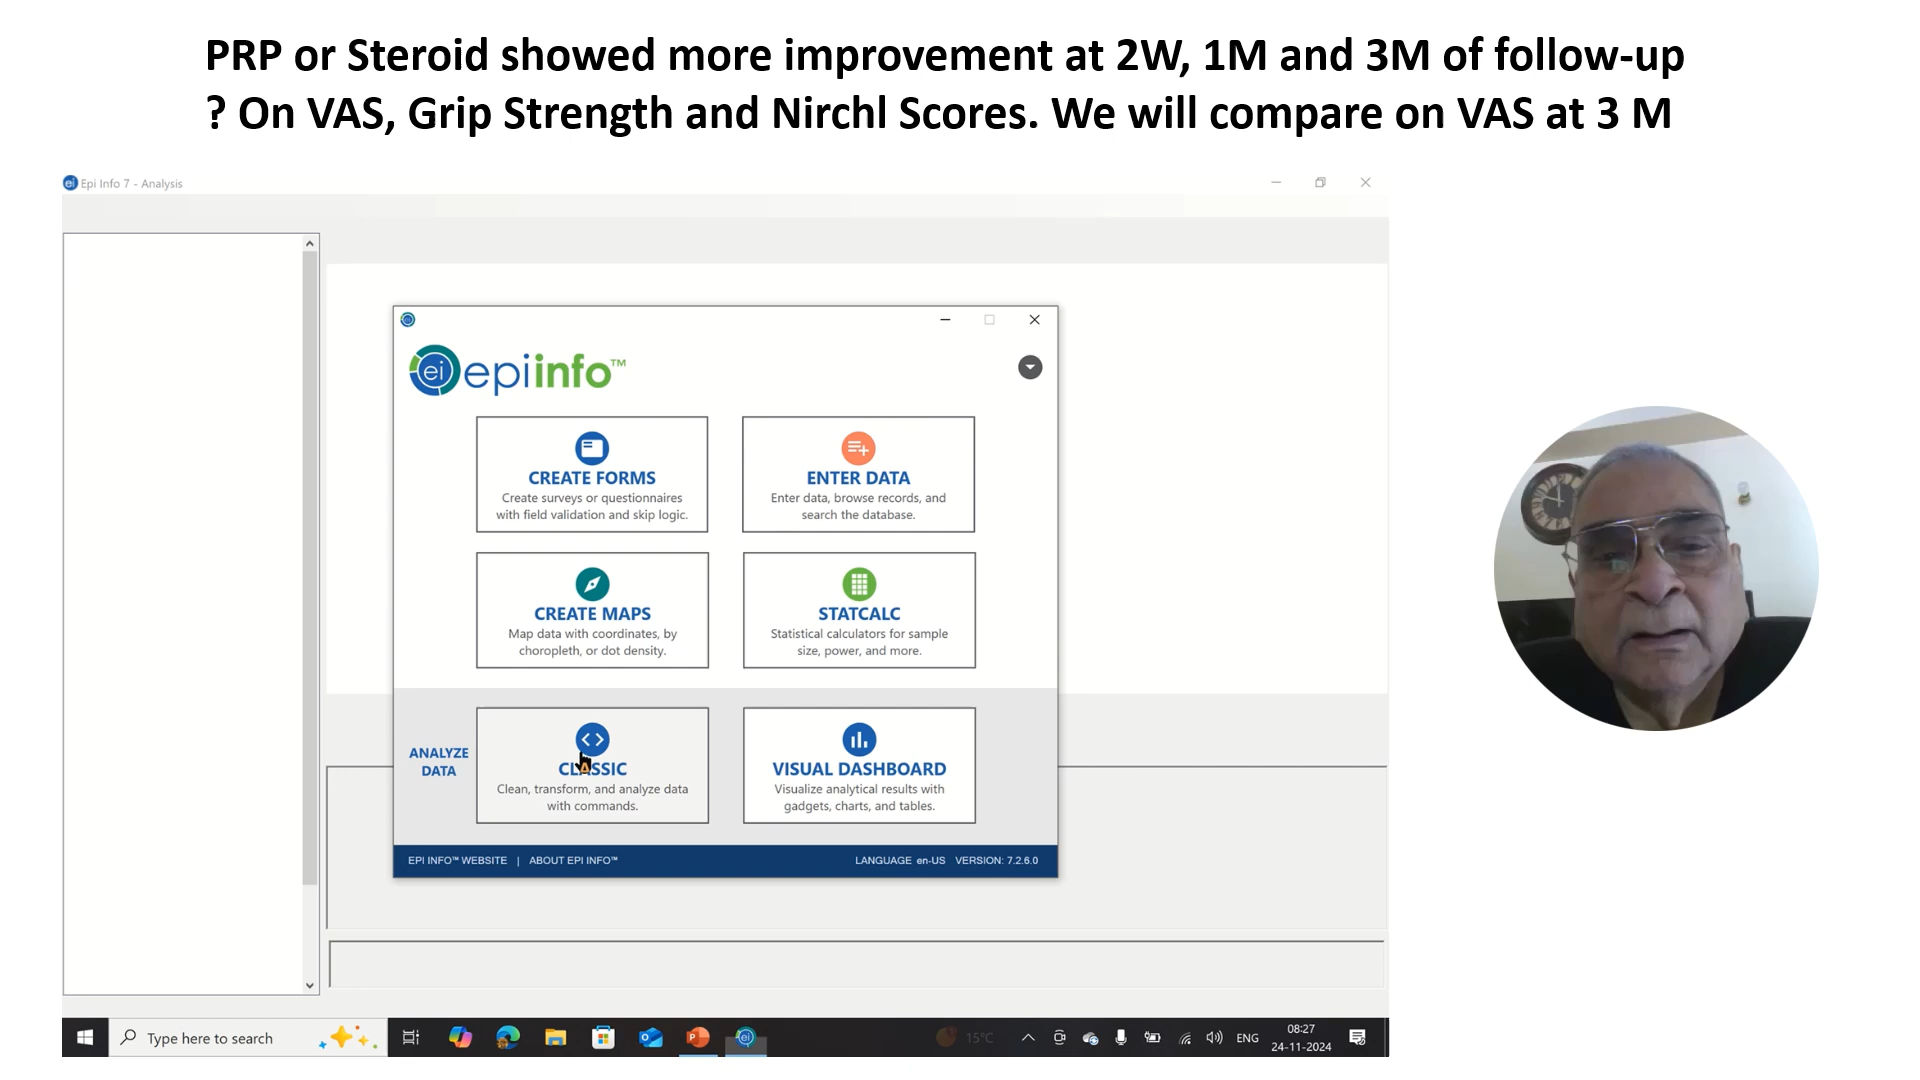 PRP or Steroid showed more improvement at 2W, 1M and 3M of follow-up
? On VAS, Grip Strength and Nirchl Scores. We will compare on VAS at 3 M
ei Epi Info 7 - Analysis
ei epiinfo™
CREATE FORMS
Create surveys or questionnaires
with field validation and skip logic.
ENTER DATA
Enter data, browse records, and
search the database.
CREATE MAPS
Map data with coordinates, by
choropleth, or dot density.
STATCALC
Statistical calculators for sample
size, power, and more.
ANALYZE
DATA
CLASSIC
Clean, transform, and analyze data
with commands.
VISUAL DASHBOARD
Visualize analytical results with
gadgets, charts, and tables.
EPI INFO™ WEBSITE | ABOUT EPI INFO™ LANGUAGE en-US VERSION: 7.2.6.0
Type here to search 15°C ENG 08:27
24-11-2024